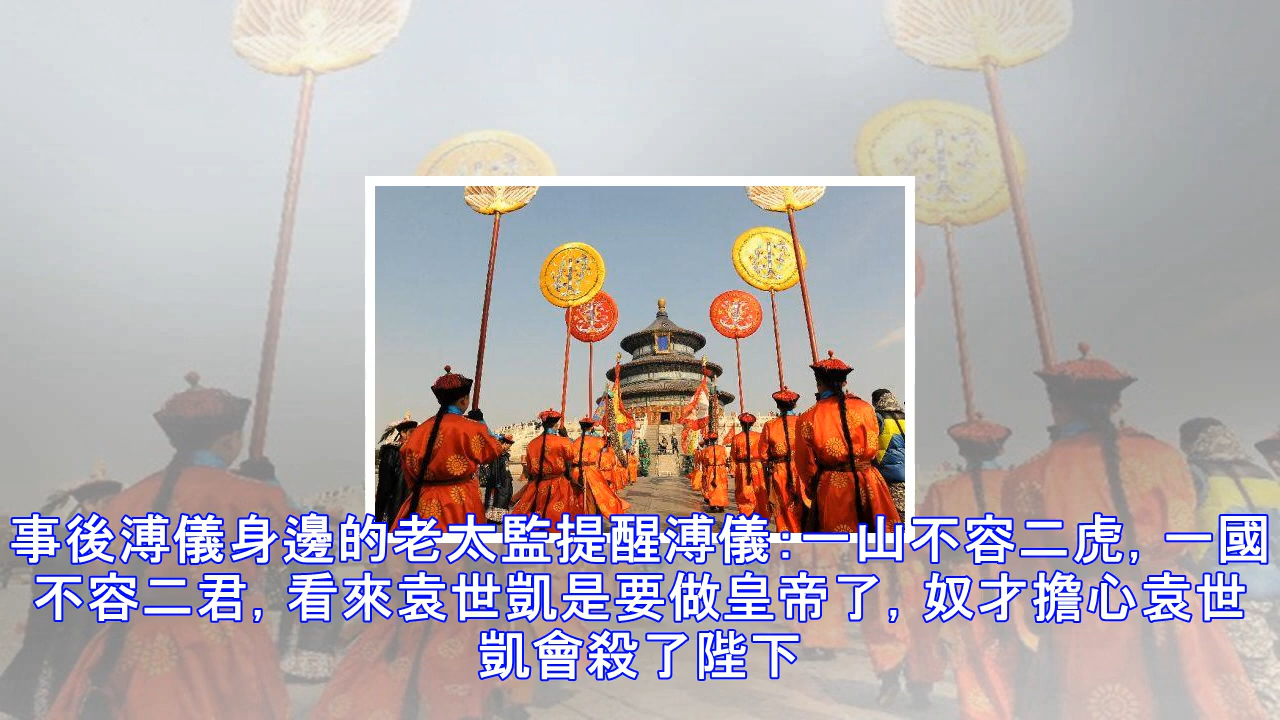 事後溥儀身邊的老太監提醒溥儀:一山不容二虎, 一國
不容二君, 看來袁世凱是要做皇帝了, 奴才擔心袁世
凱會殺了陛下